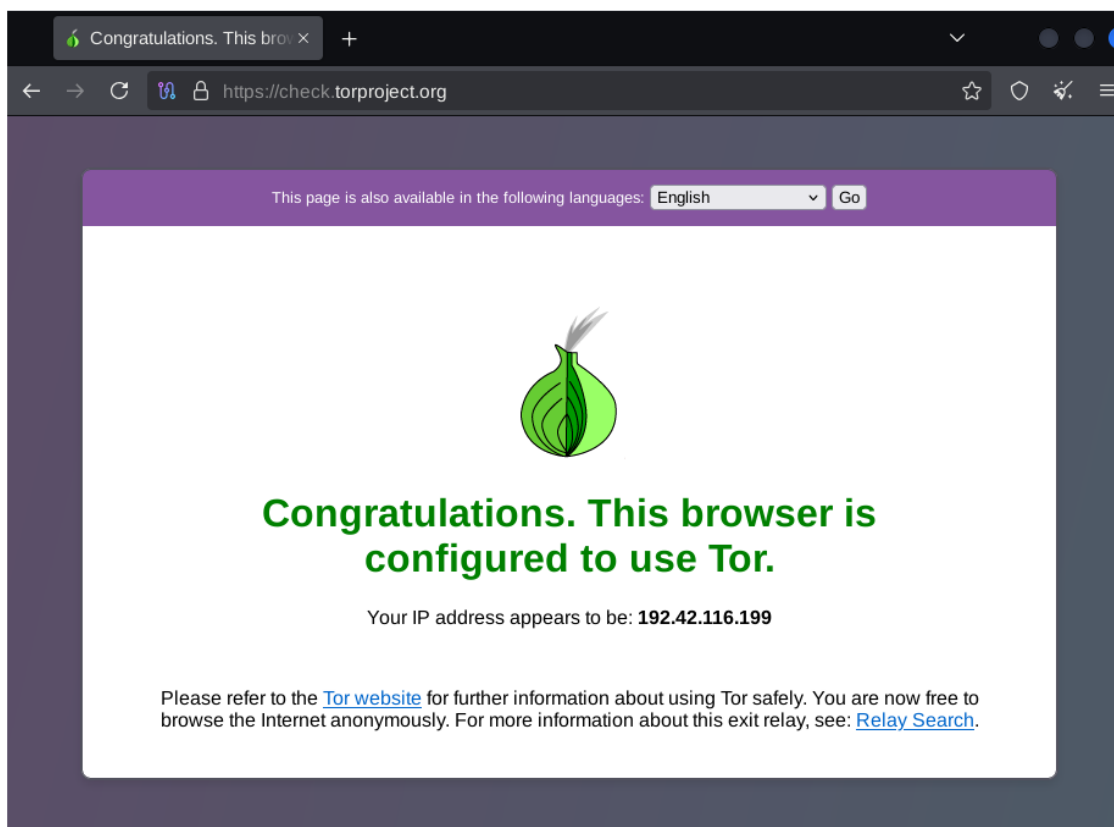 Congratulations. This brow
https://check.torproject.org
This page is also available in the following languages: English Go
Congratulations. This browser is
configured to use Tor.
Your IP address appears to be: 192.42.116.199
Please refer to the Tor website for further information about using Tor safely. You are now free to
browse the Internet anonymously. For more information about this exit relay, see: Relay Search.